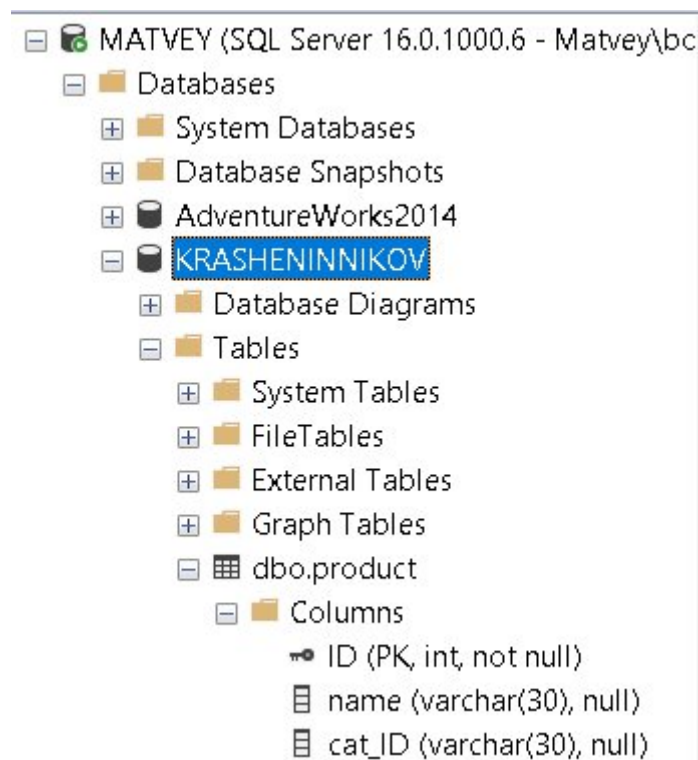 MATVEY (SQL Server 16.0.1000.6 - Matvey\bc
Databases
System Databases
Database Snapshots
AdventureWorks2014
KRASHENINNIKOV
Database Diagrams
Tables
System Tables
FileTables
External Tables
Graph Tables
dbo.product
Columns
ID (PK, int, not null)
name (varchar(30), null)
cat_ID (varchar(30), null)